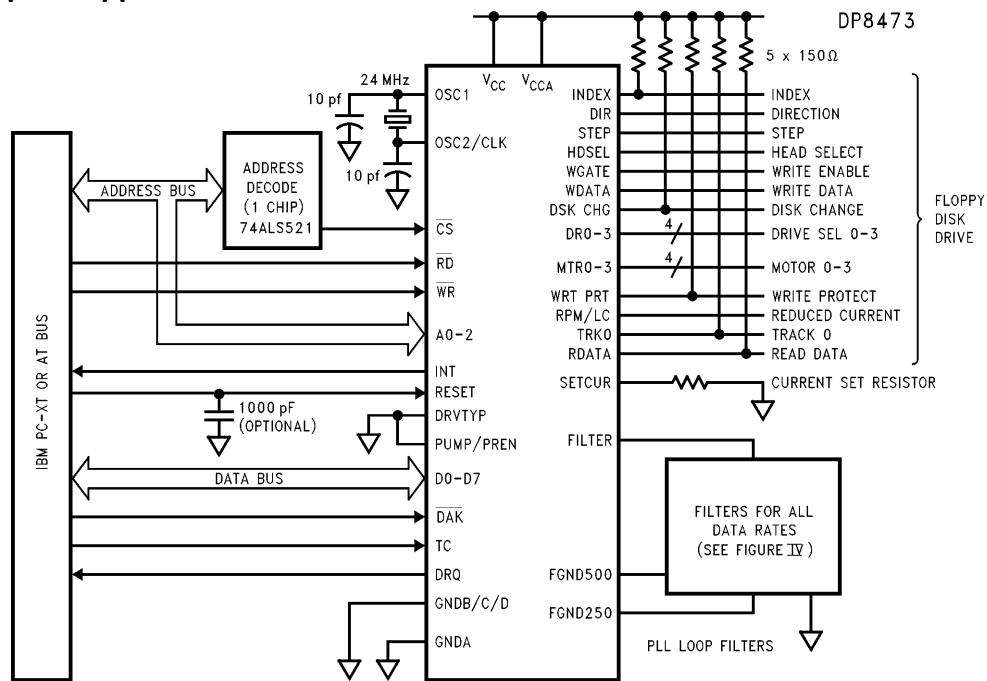 DP8473
5 x 150Ω
24 MHz
10 pf
10 pf
IBM PC-XT OR AT BUS
ADDRESS BUS
ADDRESS
DECODE
(1 CHIP)
74ALS521
1000 pF
(OPTIONAL)
DATA BUS
VCC
VCCA
OSC1
OSC2/CLK
CS
RD
WR
A0-2
INT
RESET
DRVTYP
PUMP/PREN
D0-D7
DAK
TC
DRQ
GNDB/C/D
GNDA
INDEX
DIR
STEP
HDSEL
WGATE
WDATA
DSK CHG
DR0-3
MTR0-3
WRT PRT
RPM/LC
TRK0
RDATA
SETCUR
FILTER
FGND500
FGND250
4
4
INDEX
DIRECTION
STEP
HEAD SELECT
WRITE ENABLE
WRITE DATA
DISK CHANGE
DRIVE SEL 0-3
MOTOR 0-3
WRITE PROTECT
REDUCED CURRENT
TRACK 0
READ DATA
FLOPPY
DISK
DRIVE
CURRENT SET RESISTOR
FILTERS FOR ALL
DATA RATES
(SEE FIGURE IV)
PLL LOOP FILTERS